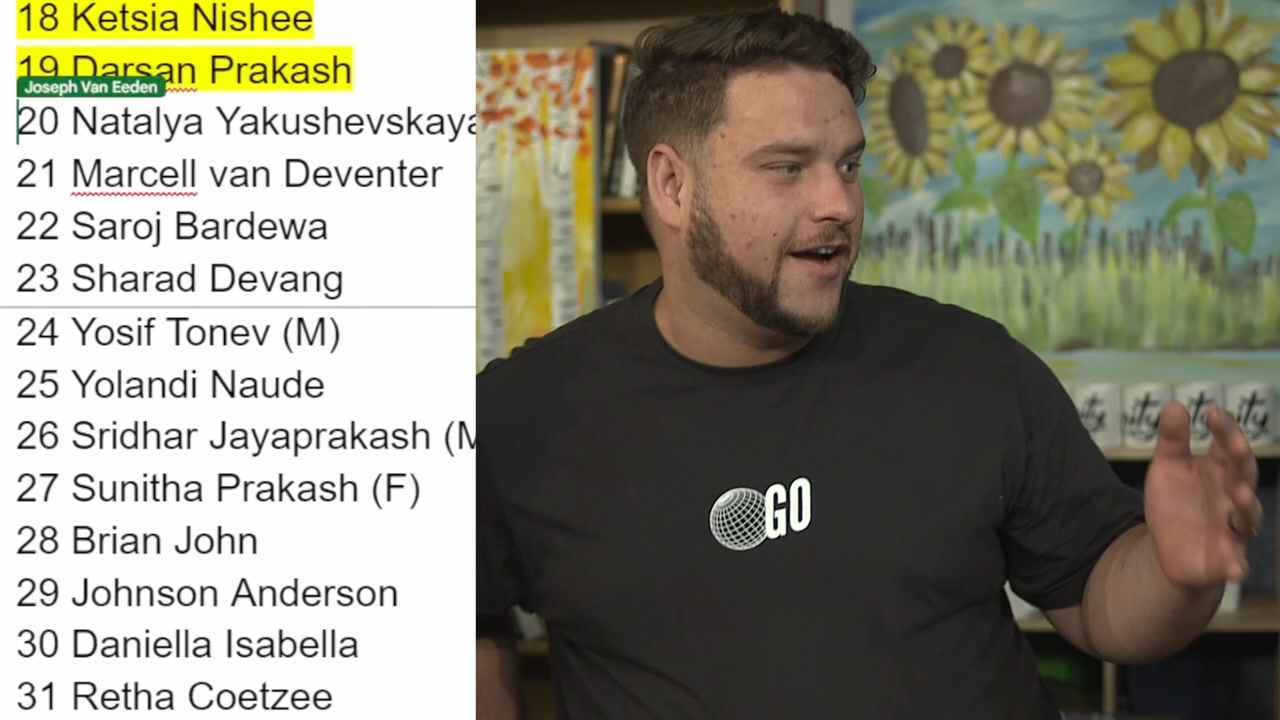 18 Ketsia Nishee
19 Darsan Prakash
Joseph Van Eeden
20 Natalya Yakushevskaya
21 Marcell van Deventer
22 Saroj Bardewa
23 Sharad Devang
24 Yosif Tonev (M)
25 Yolandi Naude
26 Sridhar Jayaprakash (M
27 Sunitha Prakash (F)
28 Brian John
29 Johnson Anderson
30 Daniella Isabella
31 Retha Coetzee
GO